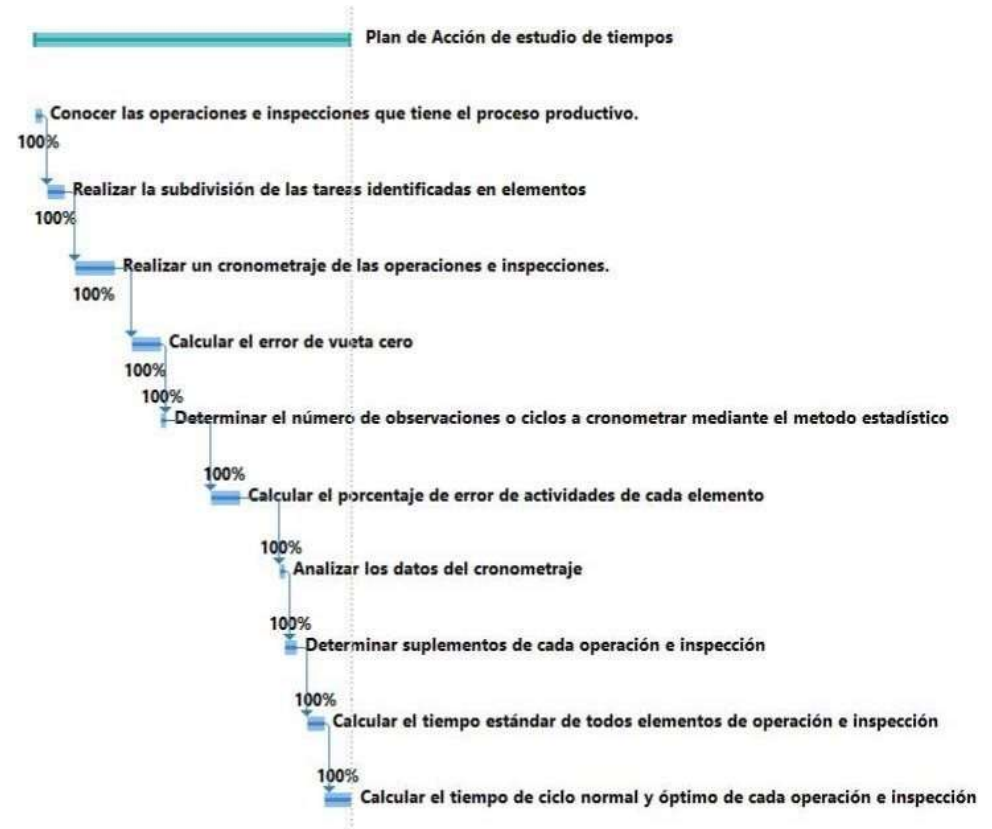 Plan de Acción de estudio de tiempos
Conocer las operaciones e inspecciones que tiene el proceso productivo.
100%
Realizar la subdivisión de las tareas identificadas en elementos
100%
Realizar un cronometraje de las operaciones e inspecciones.
100%
Calcular el error de vueta cero
100%
100%
Determinar el número de observaciones o ciclos a cronometrar mediante el metodo estadístico
100%
Calcular el porcentaje de error de actividades de cada elemento
100%
Analizar los datos del cronometraje
100%
Determinar suplementos de cada operación e inspección
100%
Calcular el tiempo estándar de todos elementos de operación e inspección
100%
Calcular el tiempo de ciclo normal y óptimo de cada operación e inspección